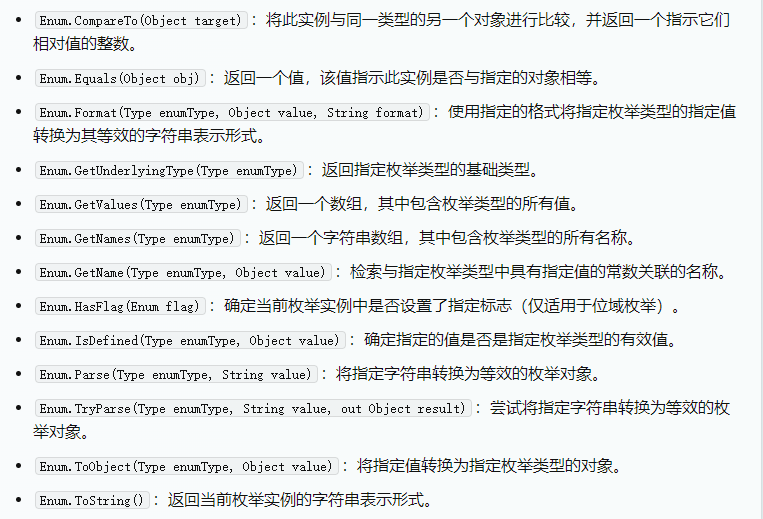 Enum.CompareTo(Object target)：将此实例与同一类型的另一个对象进行比较，并返回一个指示它们
相对值的整数。
Enum.Equals(Object obj)：返回一个值，该值指示此实例是否与指定的对象相等。
Enum.Format(Type enumType, Object value, String format)：使用指定的格式将指定枚举类型的指定值
转换为其等效的字符串表示形式。
Enum.GetUnderlyingType(Type enumType)：返回指定枚举类型的基础类型。
Enum.GetValues(Type enumType)：返回一个数组，其中包含枚举类型的所有值。
Enum.GetNames(Type enumType)：返回一个字符串数组，其中包含枚举类型的所有名称。
Enum.GetName(Type enumType, Object value)：检索与指定枚举类型中具有指定值的常数关联的名称。
Enum.HasFlag(Enum flag)：确定当前枚举实例中是否设置了指定标志（仅适用于位域枚举）。
Enum.IsDefined(Type enumType, Object value)：确定指定的值是否是指定枚举类型的有效值。
Enum.Parse(Type enumType, String value)：将指定字符串转换为等效的枚举对象。
Enum.TryParse(Type enumType, String value, out Object result)：尝试将指定字符串转换为等效的枚
举对象。
Enum.ToObject(Type enumType, Object value)：将指定值转换为指定枚举类型的对象。
Enum.ToString()：返回当前枚举实例的字符串表示形式。